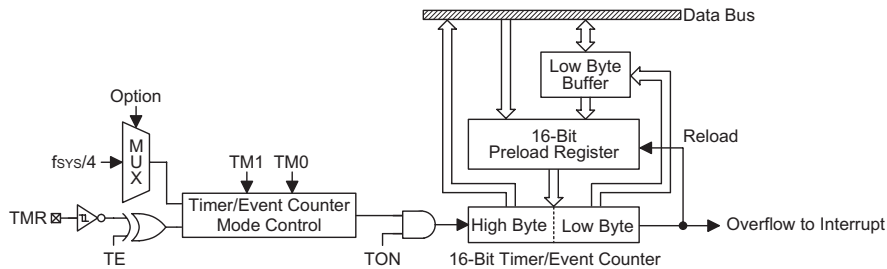 Data Bus
Low Byte
Buffer
Option
MUX
fSYS/4
TM1
TM0
16-Bit
Preload Register
Reload
TMR
Timer/Event Counter
Mode Control
High Byte
Low Byte
Overflow to Interrupt
TE
TON
16-Bit Timer/Event Counter